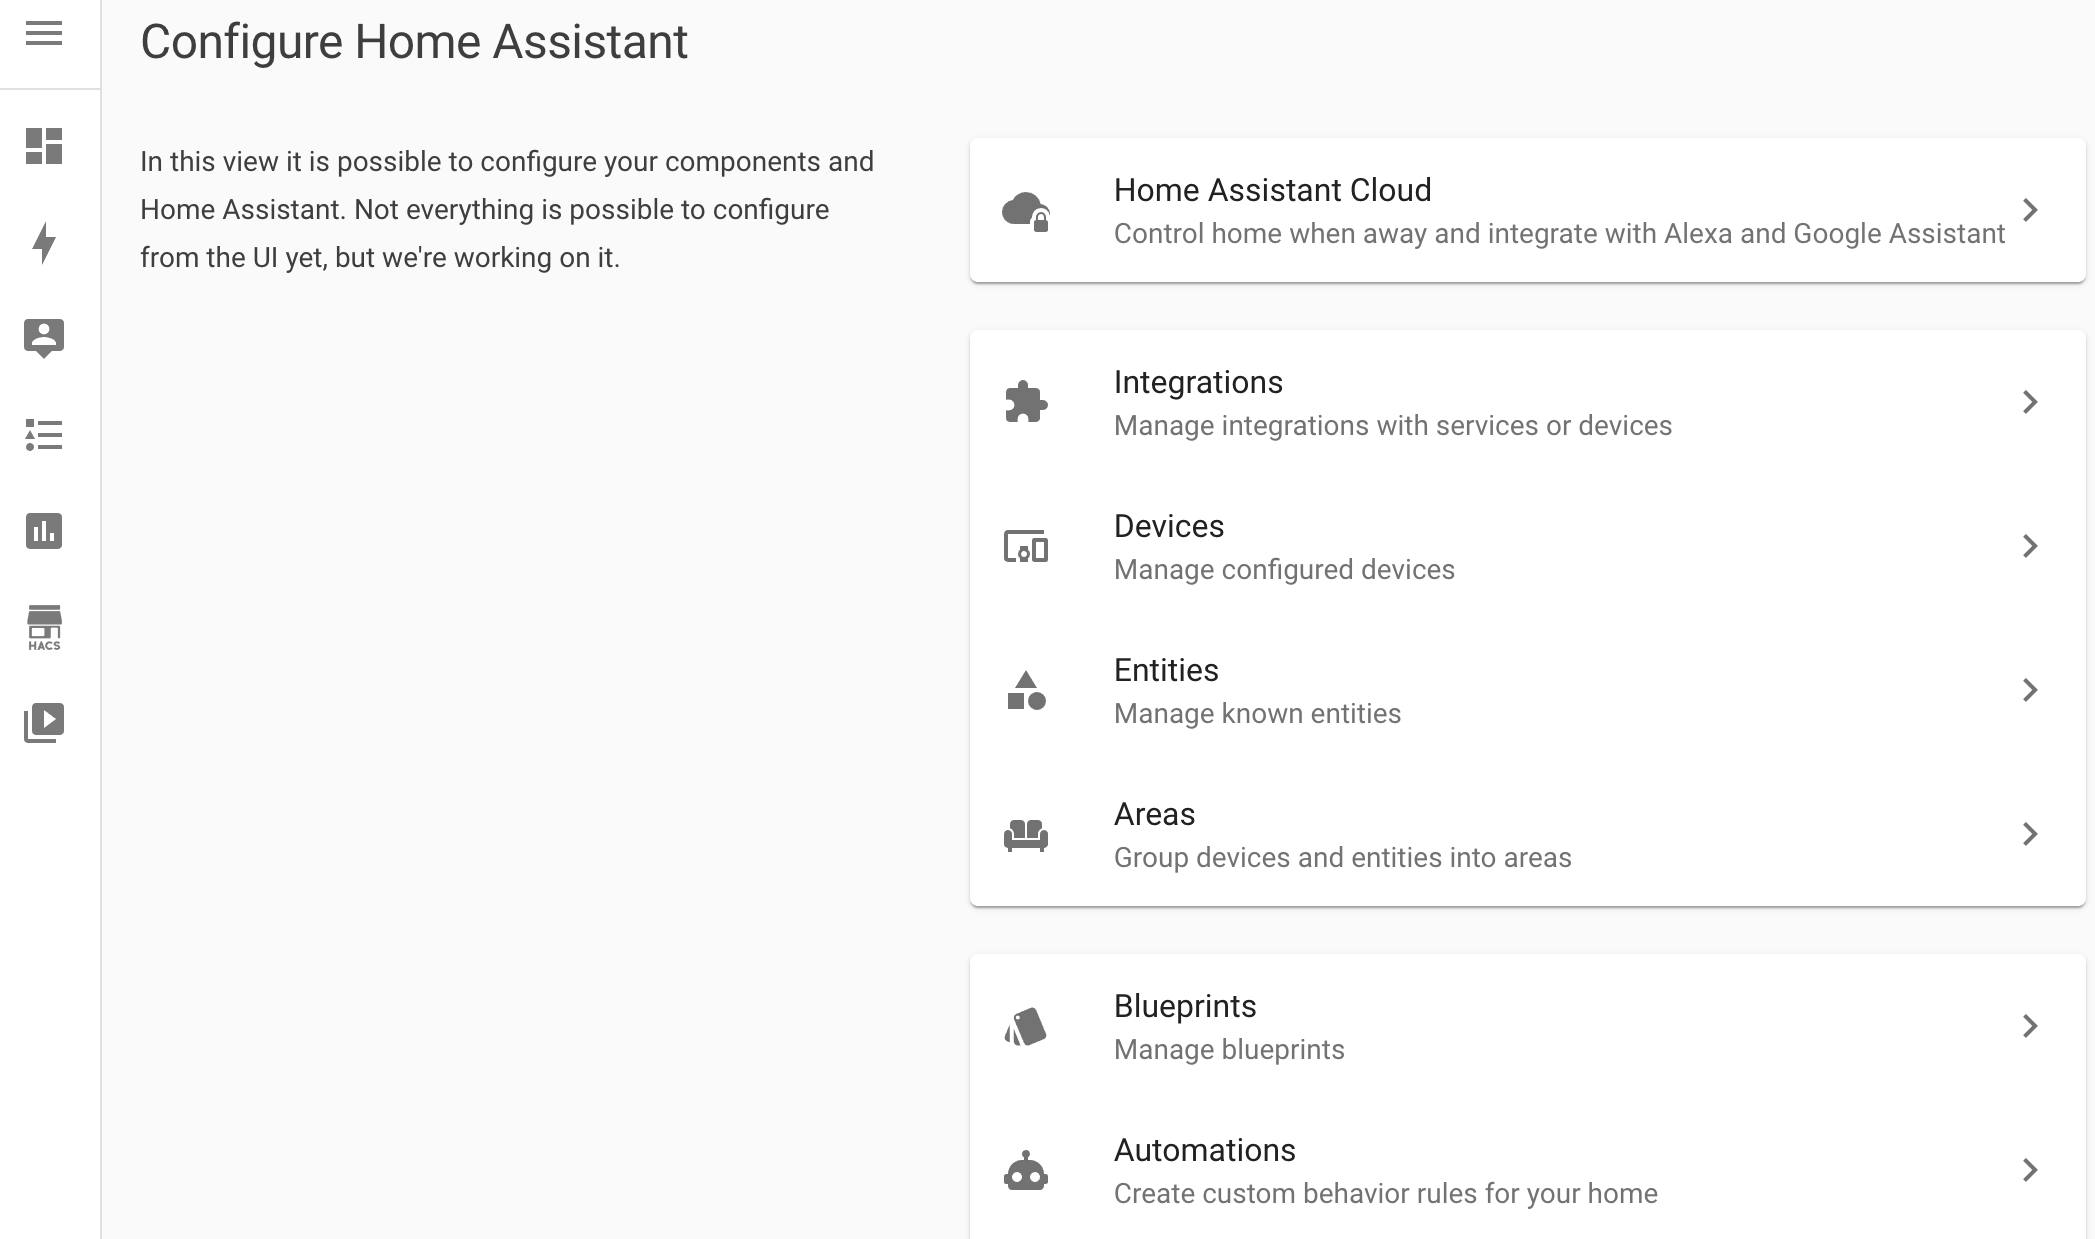 Configure Home Assistant
In this view it is possible to configure your components and
Home Assistant. Not everything is possible to configure
from the UI yet, but we're working on it.
HACS
Home Assistant Cloud
Control home when away and integrate with Alexa and Google Assistant
Integrations
Manage integrations with services or devices
Devices
Manage configured devices
Entities
Manage known entities
Areas
Group devices and entities into areas
Blueprints
Manage blueprints
Automations
Create custom behavior rules for your home